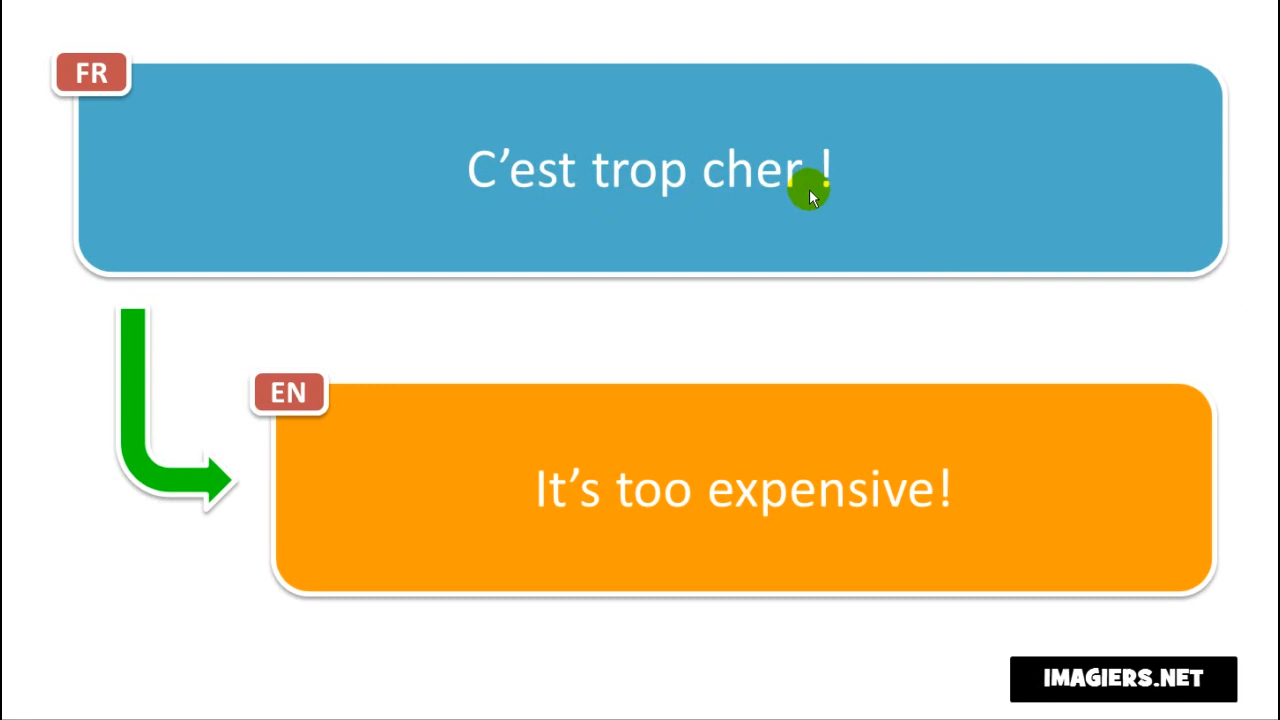 FR
C’est trop cher !
EN
It’s too expensive!
IMAGIERS.NET